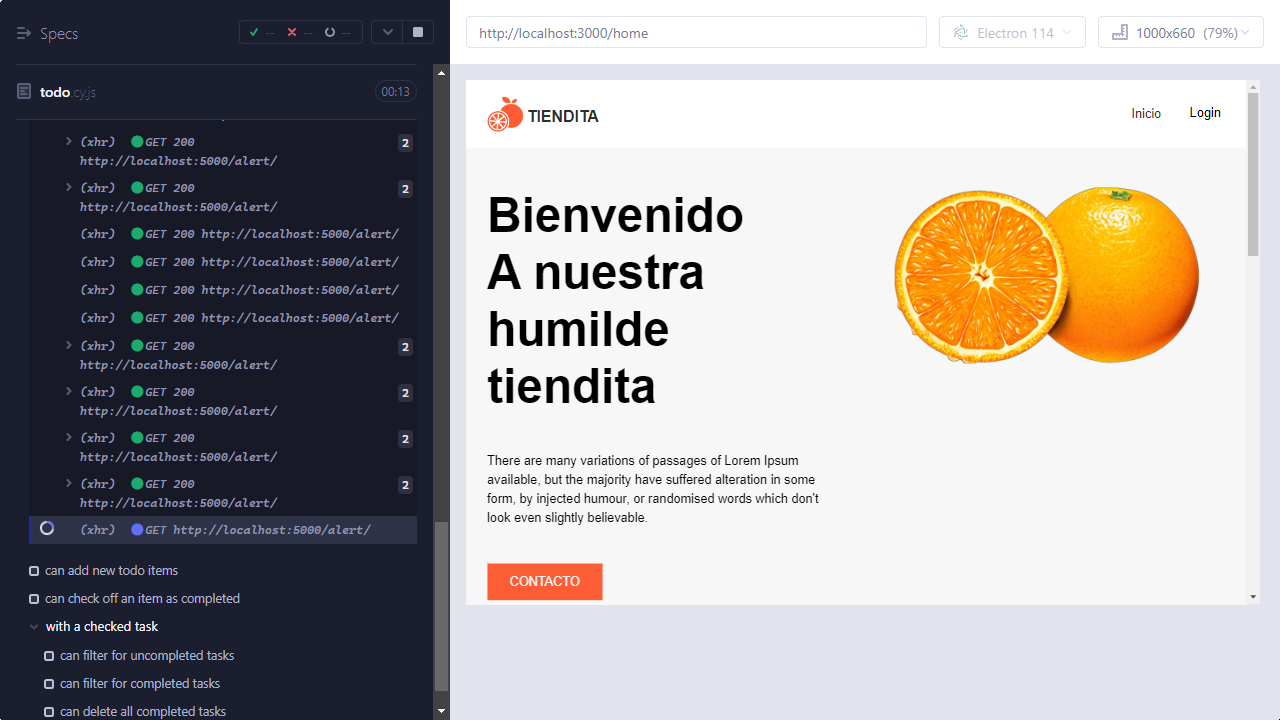 Specs
--
--
--
todo.cy.js
00:13
(xhr) GET 200
http://localhost:5000/alert/
2
(xhr) GET 200
http://localhost:5000/alert/
2
(xhr) GET 200 http://localhost:5000/alert/
(xhr) GET 200 http://localhost:5000/alert/
(xhr) GET 200 http://localhost:5000/alert/
(xhr) GET 200 http://localhost:5000/alert/
(xhr) GET 200
http://localhost:5000/alert/
2
(xhr) GET 200
http://localhost:5000/alert/
2
(xhr) GET 200
http://localhost:5000/alert/
2
(xhr) GET 200
http://localhost:5000/alert/
2
(xhr) GET http://localhost:5000/alert/
can add new todo items
can check off an item as completed
with a checked task
can filter for uncompleted tasks
can filter for completed tasks
can delete all completed tasks
http://localhost:3000/home
Electron 114
1000x660 (79%)
TIENDITA
Inicio
Login
Bienvenido
A nuestra
humilde
tiendita
There are many variations of passages of Lorem Ipsum
available, but the majority have suffered alteration in some
form, by injected humour, or randomised words which don't
look even slightly believable.
CONTACTO